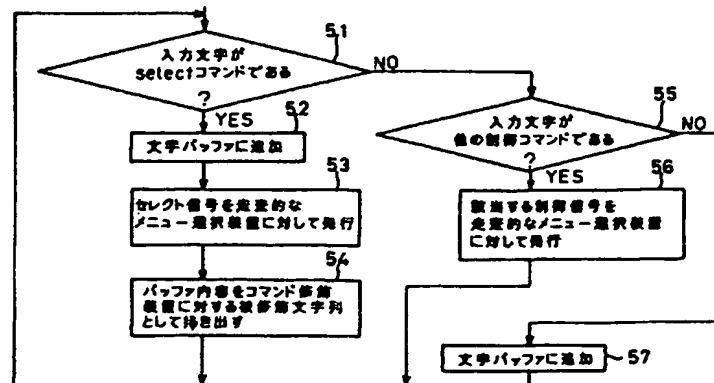 51
入力文字が
selectコマンドである
?
NO
YES
52
文字バッファに追加
53
セレクト信号を走査的な
メニュー選択装置に対して発行
54
バッファ内容をコマンド修飾
装置に対する被修飾文字列
として掃き出す
55
入力文字が
他の制御コマンドである
?
NO
YES
56
該当する制御信号を
走査的なメニュー選択装置
に対して発行
文字バッファに追加
57